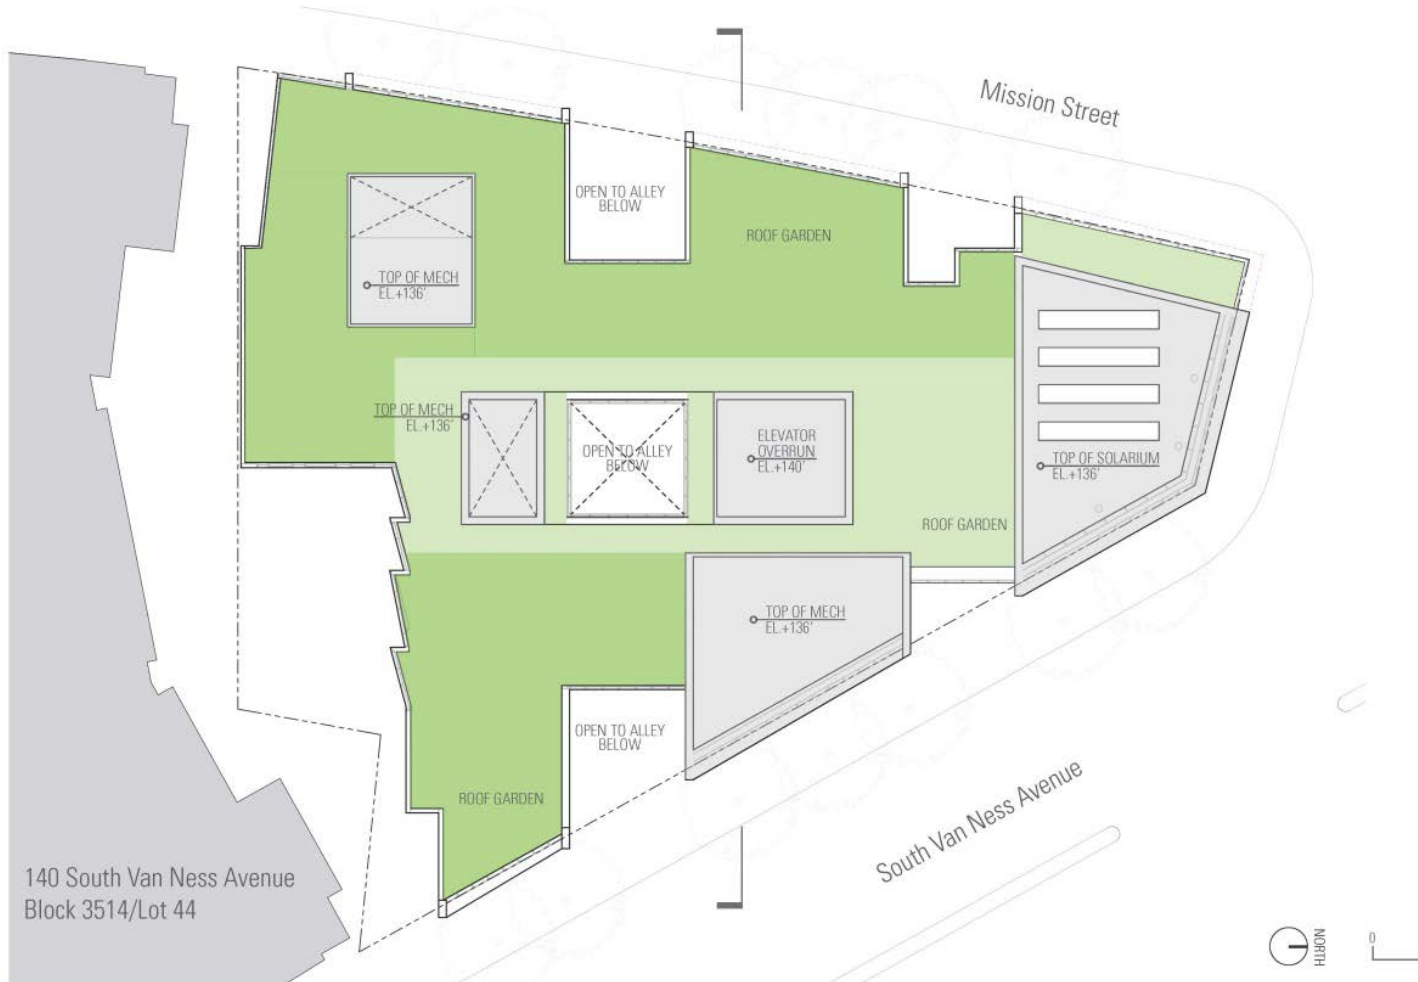 Mission Street
OPEN TO ALLEY
BELOW
ROOF GARDEN
TOP OF MECH
EL.+136'
TOP OF MECH
EL.+136'
OPEN TO ALLEY
BELOW
ELEVATOR
OVERRUN
EL.+140'
TOP OF SOLARIUM
EL.+136'
ROOF GARDEN
TOP OF MECH
EL.+136'
OPEN TO ALLEY
BELOW
ROOF GARDEN
South Van Ness Avenue
140 South Van Ness Avenue
Block 3514/Lot 44
NORTH
0